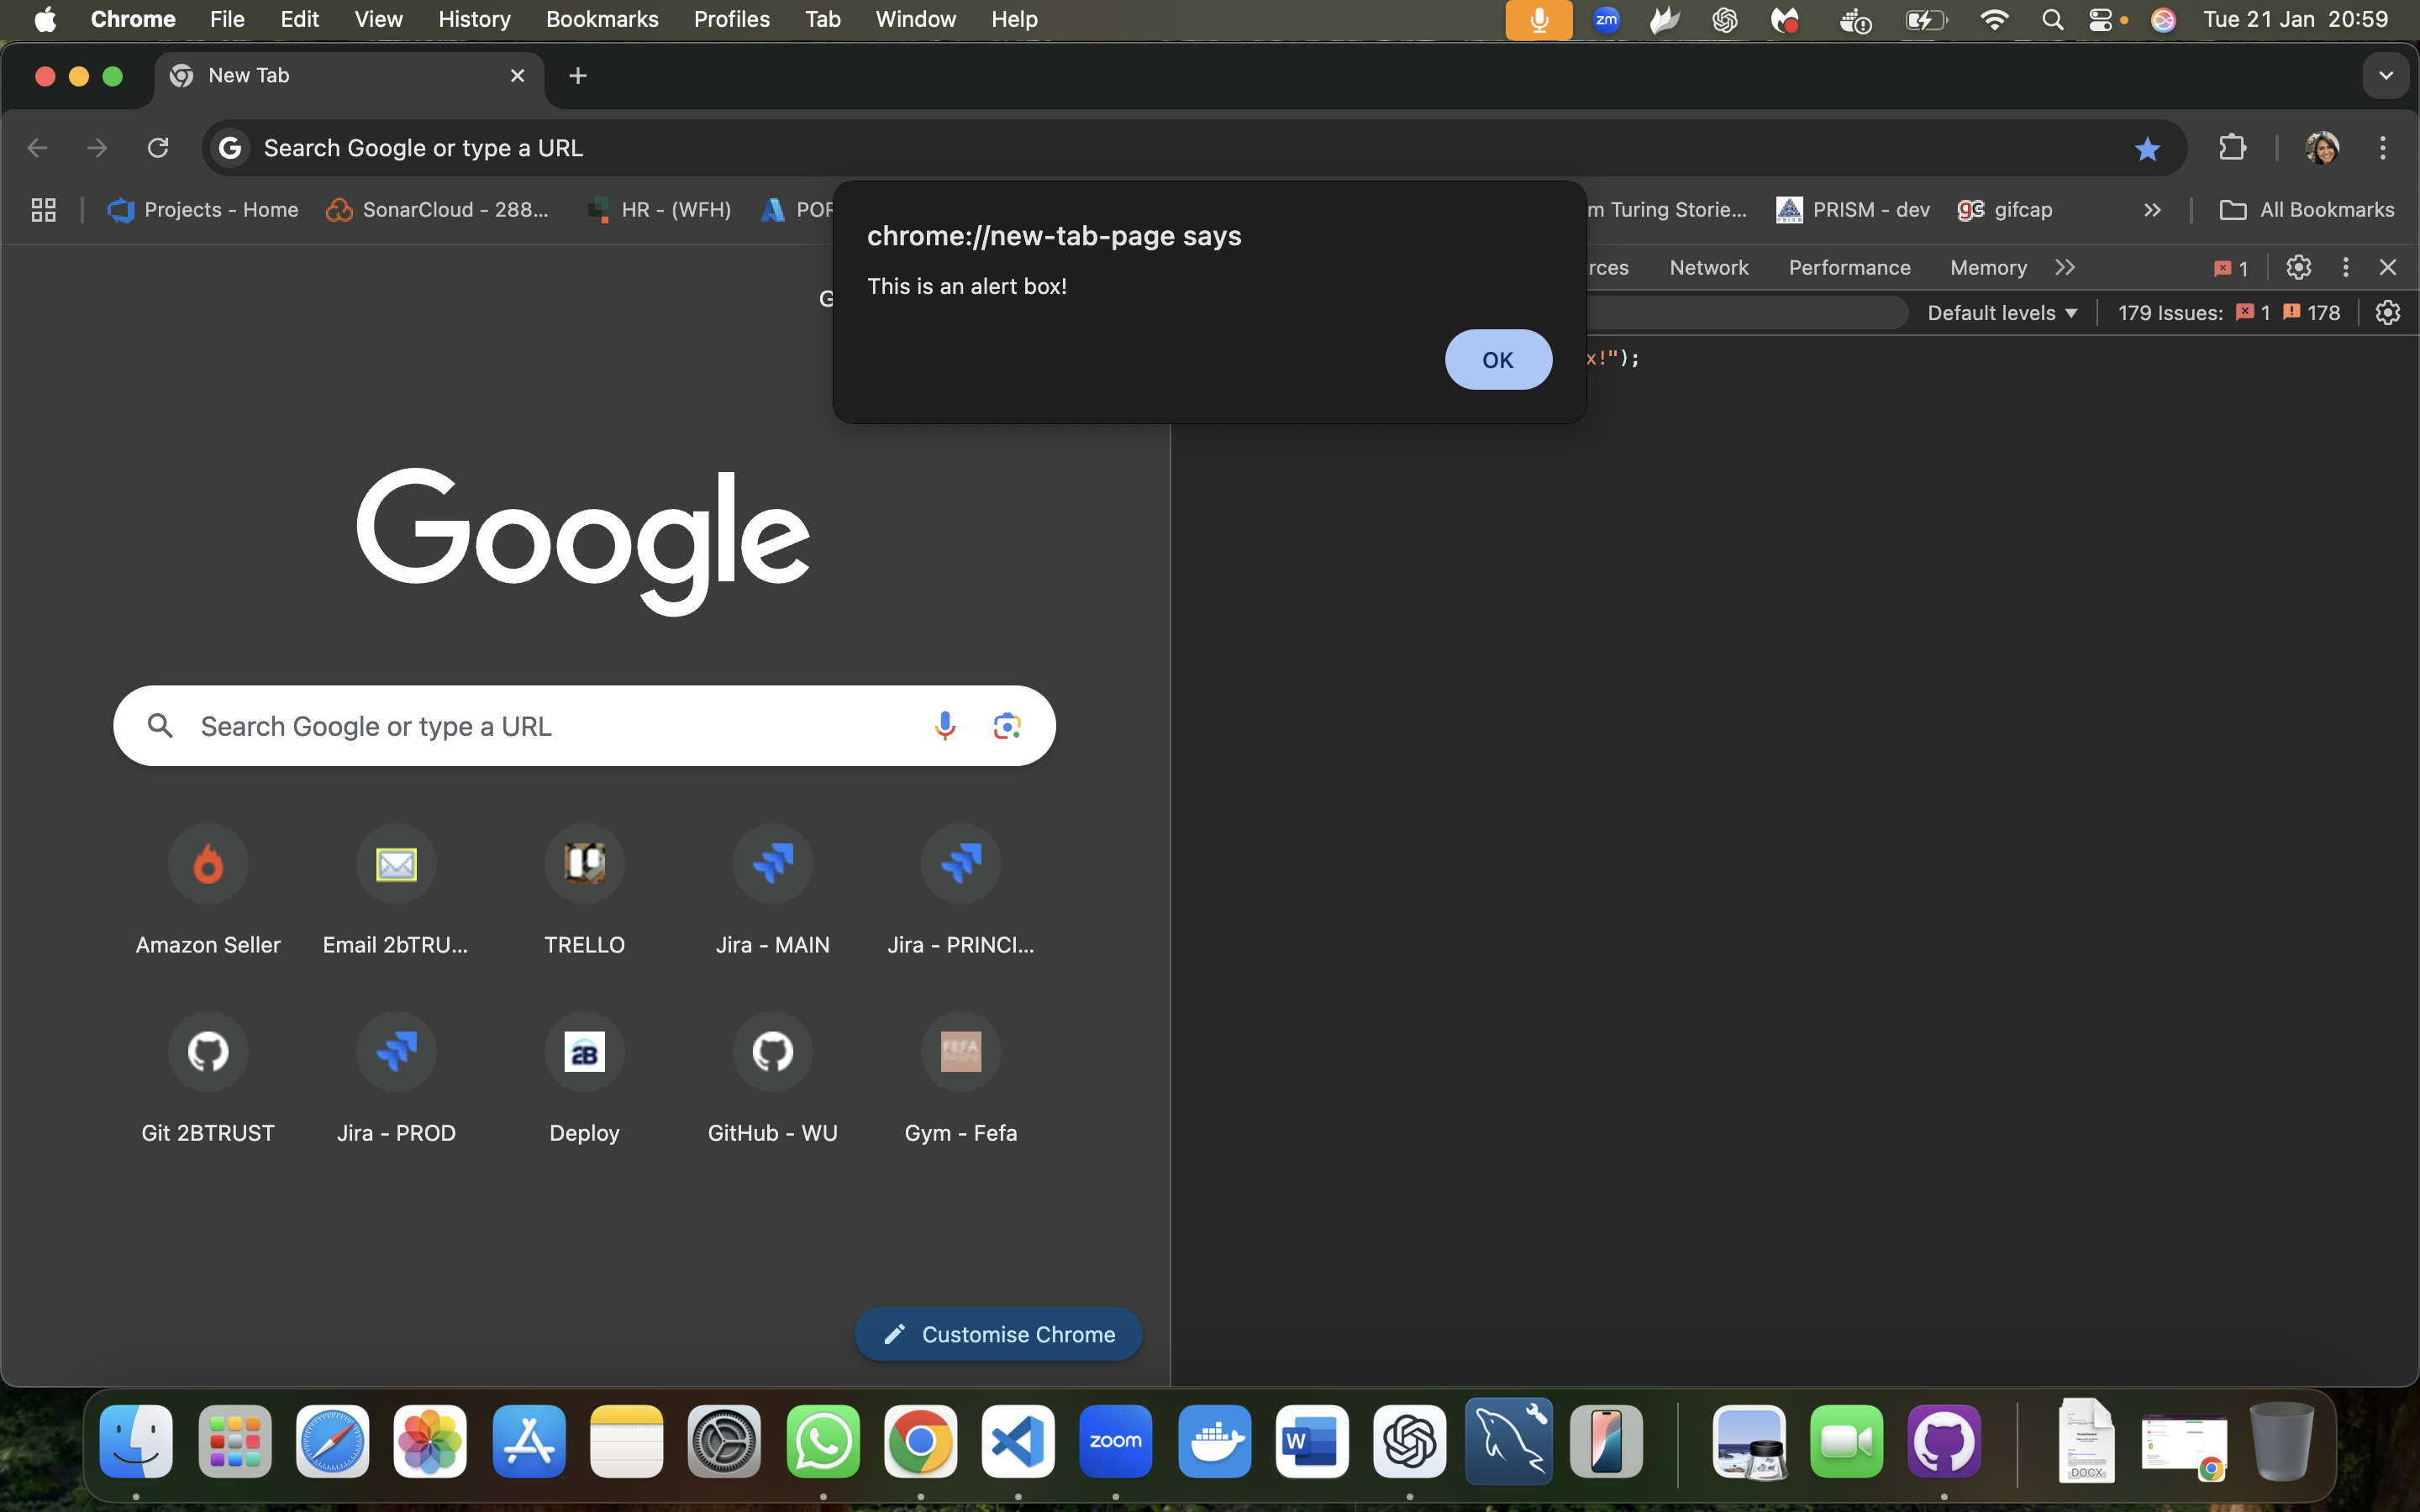 Chrome File Edit View History Bookmarks Profiles Tab Window Help zm Tue 21 Jan 20:59
New Tab
Search Google or type a URL
Projects - Home SonarCloud - 288... HR - (WFH) POR m Turing Storie... PRISM - dev g3 gifcap All Bookmarks
chrome://new-tab-page says
This is an alert box!
OK
rces Network Performance Memory 1
G
Default levels 179 Issues: 1 178
x!");
Google
Search Google or type a URL
Amazon Seller Email 2bTRU... TRELLO Jira - MAIN Jira - PRINCI...
2B FEFA
Git 2BTRUST Jira - PROD Deploy GitHub - WU Gym - Fefa
Customise Chrome
zoom W DOCX